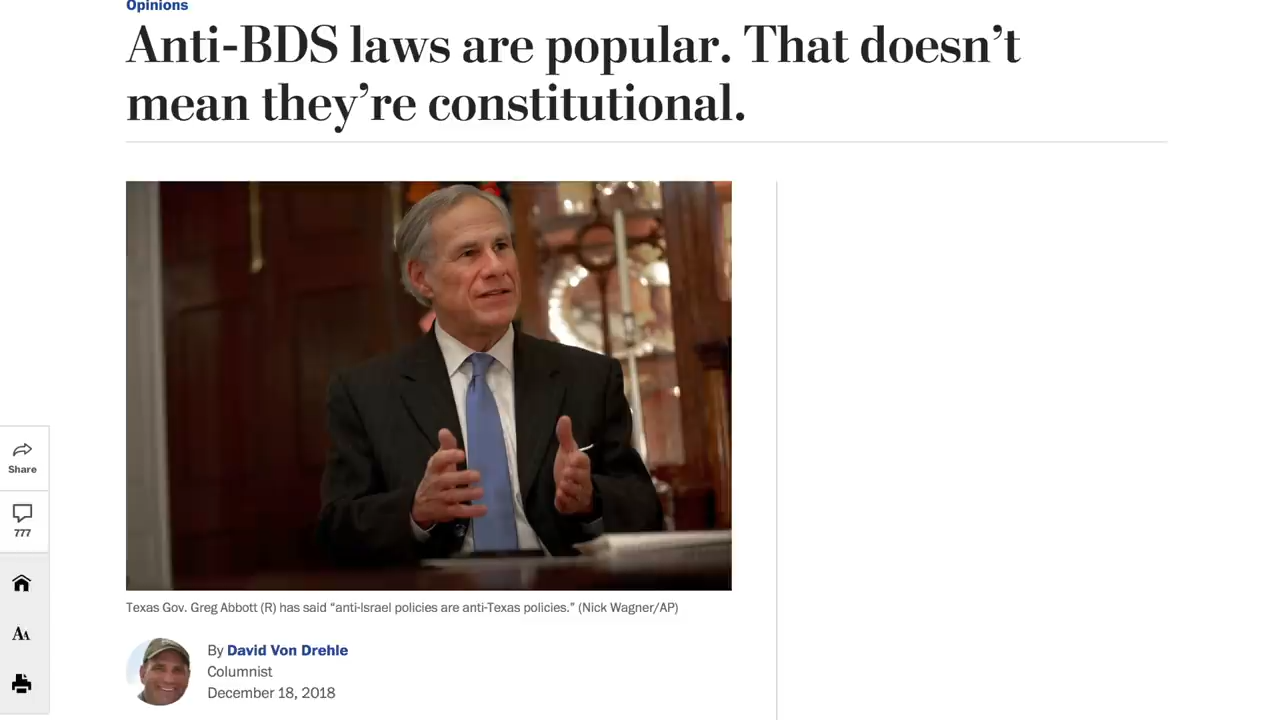 Opinions
Anti-BDS laws are popular. That doesn’t
mean they’re constitutional.
Share
777
AA
Texas Gov. Greg Abbott (R) has said “anti-Israel policies are anti-Texas policies.” (Nick Wagner/AP)
By David Von Drehle
Columnist
December 18, 2018